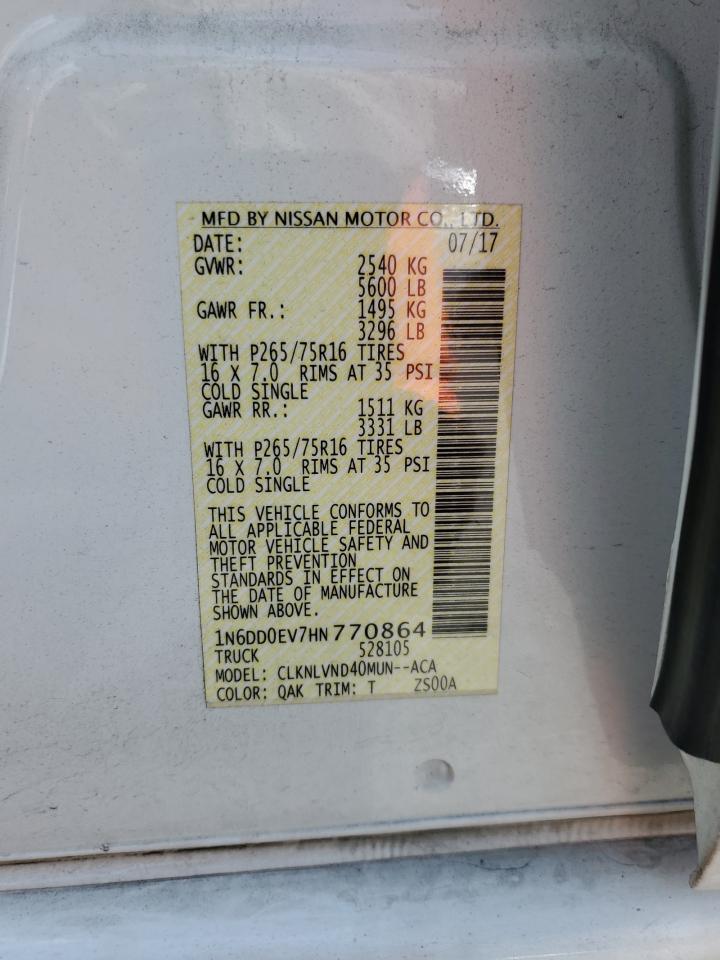 MFD BY NISSAN MOTOR CO., LTD.
DATE: 07/17
GVWR: 2540 KG
5600 LB
GAWR FR.: 1495 KG
3296 LB
WITH P265/75R16 TIRES
16 X 7.0 RIMS AT 35 PSI
COLD SINGLE
GAWR RR.: 1511 KG
3331 LB
WITH P265/75R16 TIRES
16 X 7.0 RIMS AT 35 PSI
COLD SINGLE
THIS VEHICLE CONFORMS TO
ALL APPLICABLE FEDERAL
MOTOR VEHICLE SAFETY AND
THEFT PREVENTION
STANDARDS IN EFFECT ON
THE DATE OF MANUFACTURE
SHOWN ABOVE.
1N6DD0EV7HN 770864
TRUCK 528105
MODEL: CLKNLVND40MUN--ACA
COLOR: QAK TRIM: T ZS00A